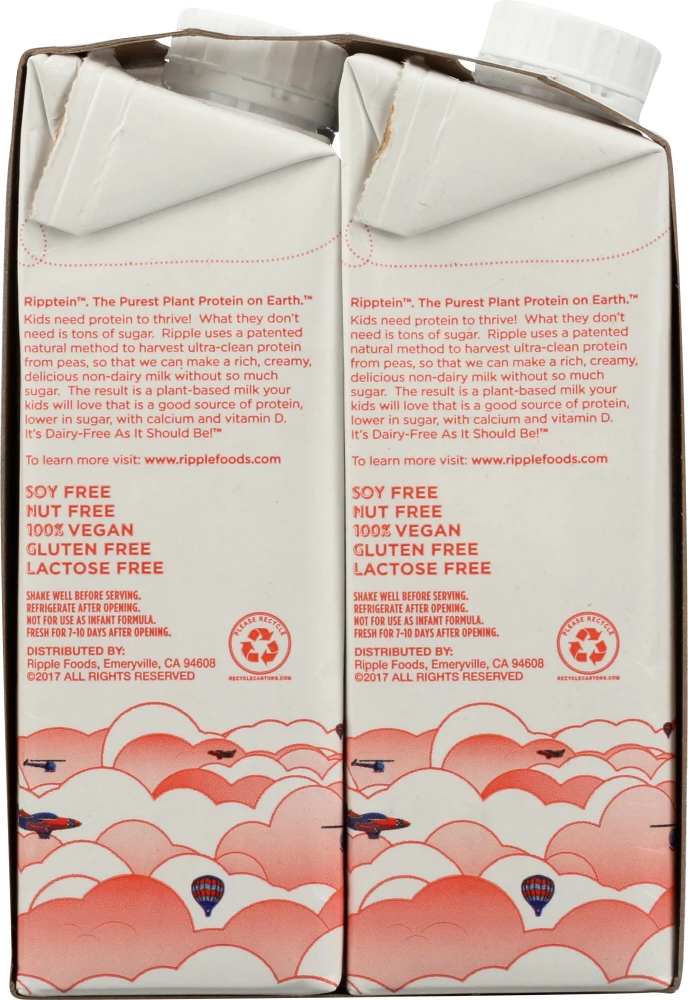 Ripptein™. The Purest Plant Protein on Earth.™
Kids need protein to thrive! What they don't
need is tons of sugar. Ripple uses a patented
natural method to harvest ultra-clean protein
from peas, so that we can make a rich, creamy,
delicious non-dairy milk without so much
sugar. The result is a plant-based milk your
kids will love that is a good source of protein,
lower in sugar, with calcium and vitamin D.
It's Dairy-Free As It Should Be!™
To learn more visit: www.ripplefoods.com
SOY FREE
NUT FREE
100% VEGAN
GLUTEN FREE
LACTOSE FREE
SHAKE WELL BEFORE SERVING.
REFRIGERATE AFTER OPENING.
NOT FOR USE AS INFANT FORMULA.
FRESH FOR 7-10 DAYS AFTER OPENING.
DISTRIBUTED BY:
Ripple Foods, Emeryville, CA 94608
©2017 ALL RIGHTS RESERVED
PLEASE RECYCLE
RECYCLECARTONS.COM
Ripptein™. The Purest Plant Protein on Earth.™
Kids need protein to thrive! What they don't
need is tons of sugar. Ripple uses a patented
natural method to harvest ultra-clean protein
from peas, so that we can make a rich, creamy,
delicious non-dairy milk without so much
sugar. The result is a plant-based milk your
kids will love that is a good source of protein,
lower in sugar, with calcium and vitamin D.
It's Dairy-Free As It Should Be!™
To learn more visit: www.ripplefoods.com
SOY FREE
NUT FREE
100% VEGAN
GLUTEN FREE
LACTOSE FREE
SHAKE WELL BEFORE SERVING.
REFRIGERATE AFTER OPENING.
NOT FOR USE AS INFANT FORMULA.
FRESH FOR 7-10 DAYS AFTER OPENING.
DISTRIBUTED BY:
Ripple Foods, Emeryville, CA 94608
©2017 ALL RIGHTS RESERVED
PLEASE RECYCLE
RECYCLECARTONS.COM